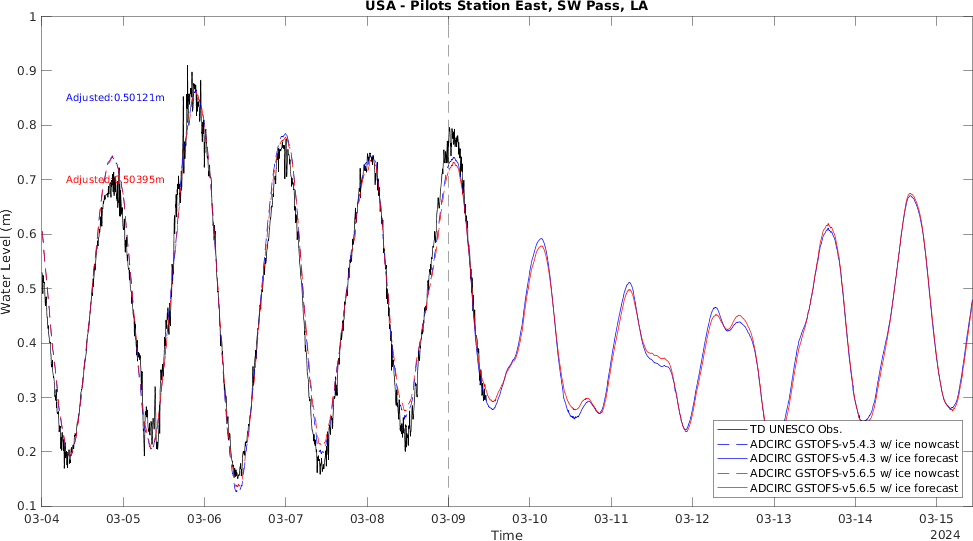 USA - Pilots Station East, SW Pass, LA
1
0.9
0.8
0.7
0.6
0.5
0.4
0.3
0.2
0.1
Water Level (m)
Adjusted:0.50121m
Adjusted:0.50395m
TD UNESCO Obs.
ADCIRC GSTOFS-v5.4.3 w/ ice nowcast
ADCIRC GSTOFS-v5.4.3 w/ ice forecast
ADCIRC GSTOFS-v5.6.5 w/ ice nowcast
ADCIRC GSTOFS-v5.6.5 w/ ice forecast
03-04 03-05 03-06 03-07 03-08 03-09 03-10 03-11 03-12 03-13 03-14 03-15
Time
2024